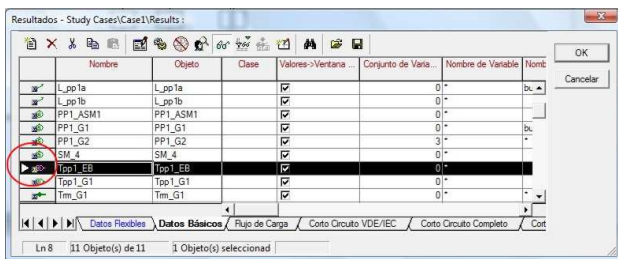 Resultados - Study Cases\Case1\Results :
OK
Cancelar
Nombre Objeto Clase Valores->Ventana ... Conjunto de Varia... Nombre de Variable Nomb
L_pp1a L_pp1a 0 * bu
L_pp1b L_pp1b 0 *
PP1_ASM1 PP1_ASM1 0 *
PP1_G1 PP1_G1 0 * bu
PP1_G2 PP1_G2 3 * *
SM_4 SM_4 0 *
Tpp1_EB Tpp1_EB 0 *
Tpp1_G1 Tpp1_G1 0 *
Trm_G1 Trm_G1 0 * *
Datos Flexibles Datos Básicos Flujo de Carga Corto Circuito VDE/IEC Corto Circuito Completo Cort
Ln 8 11 Objeto(s) de 11 1 Objeto(s) seleccionad